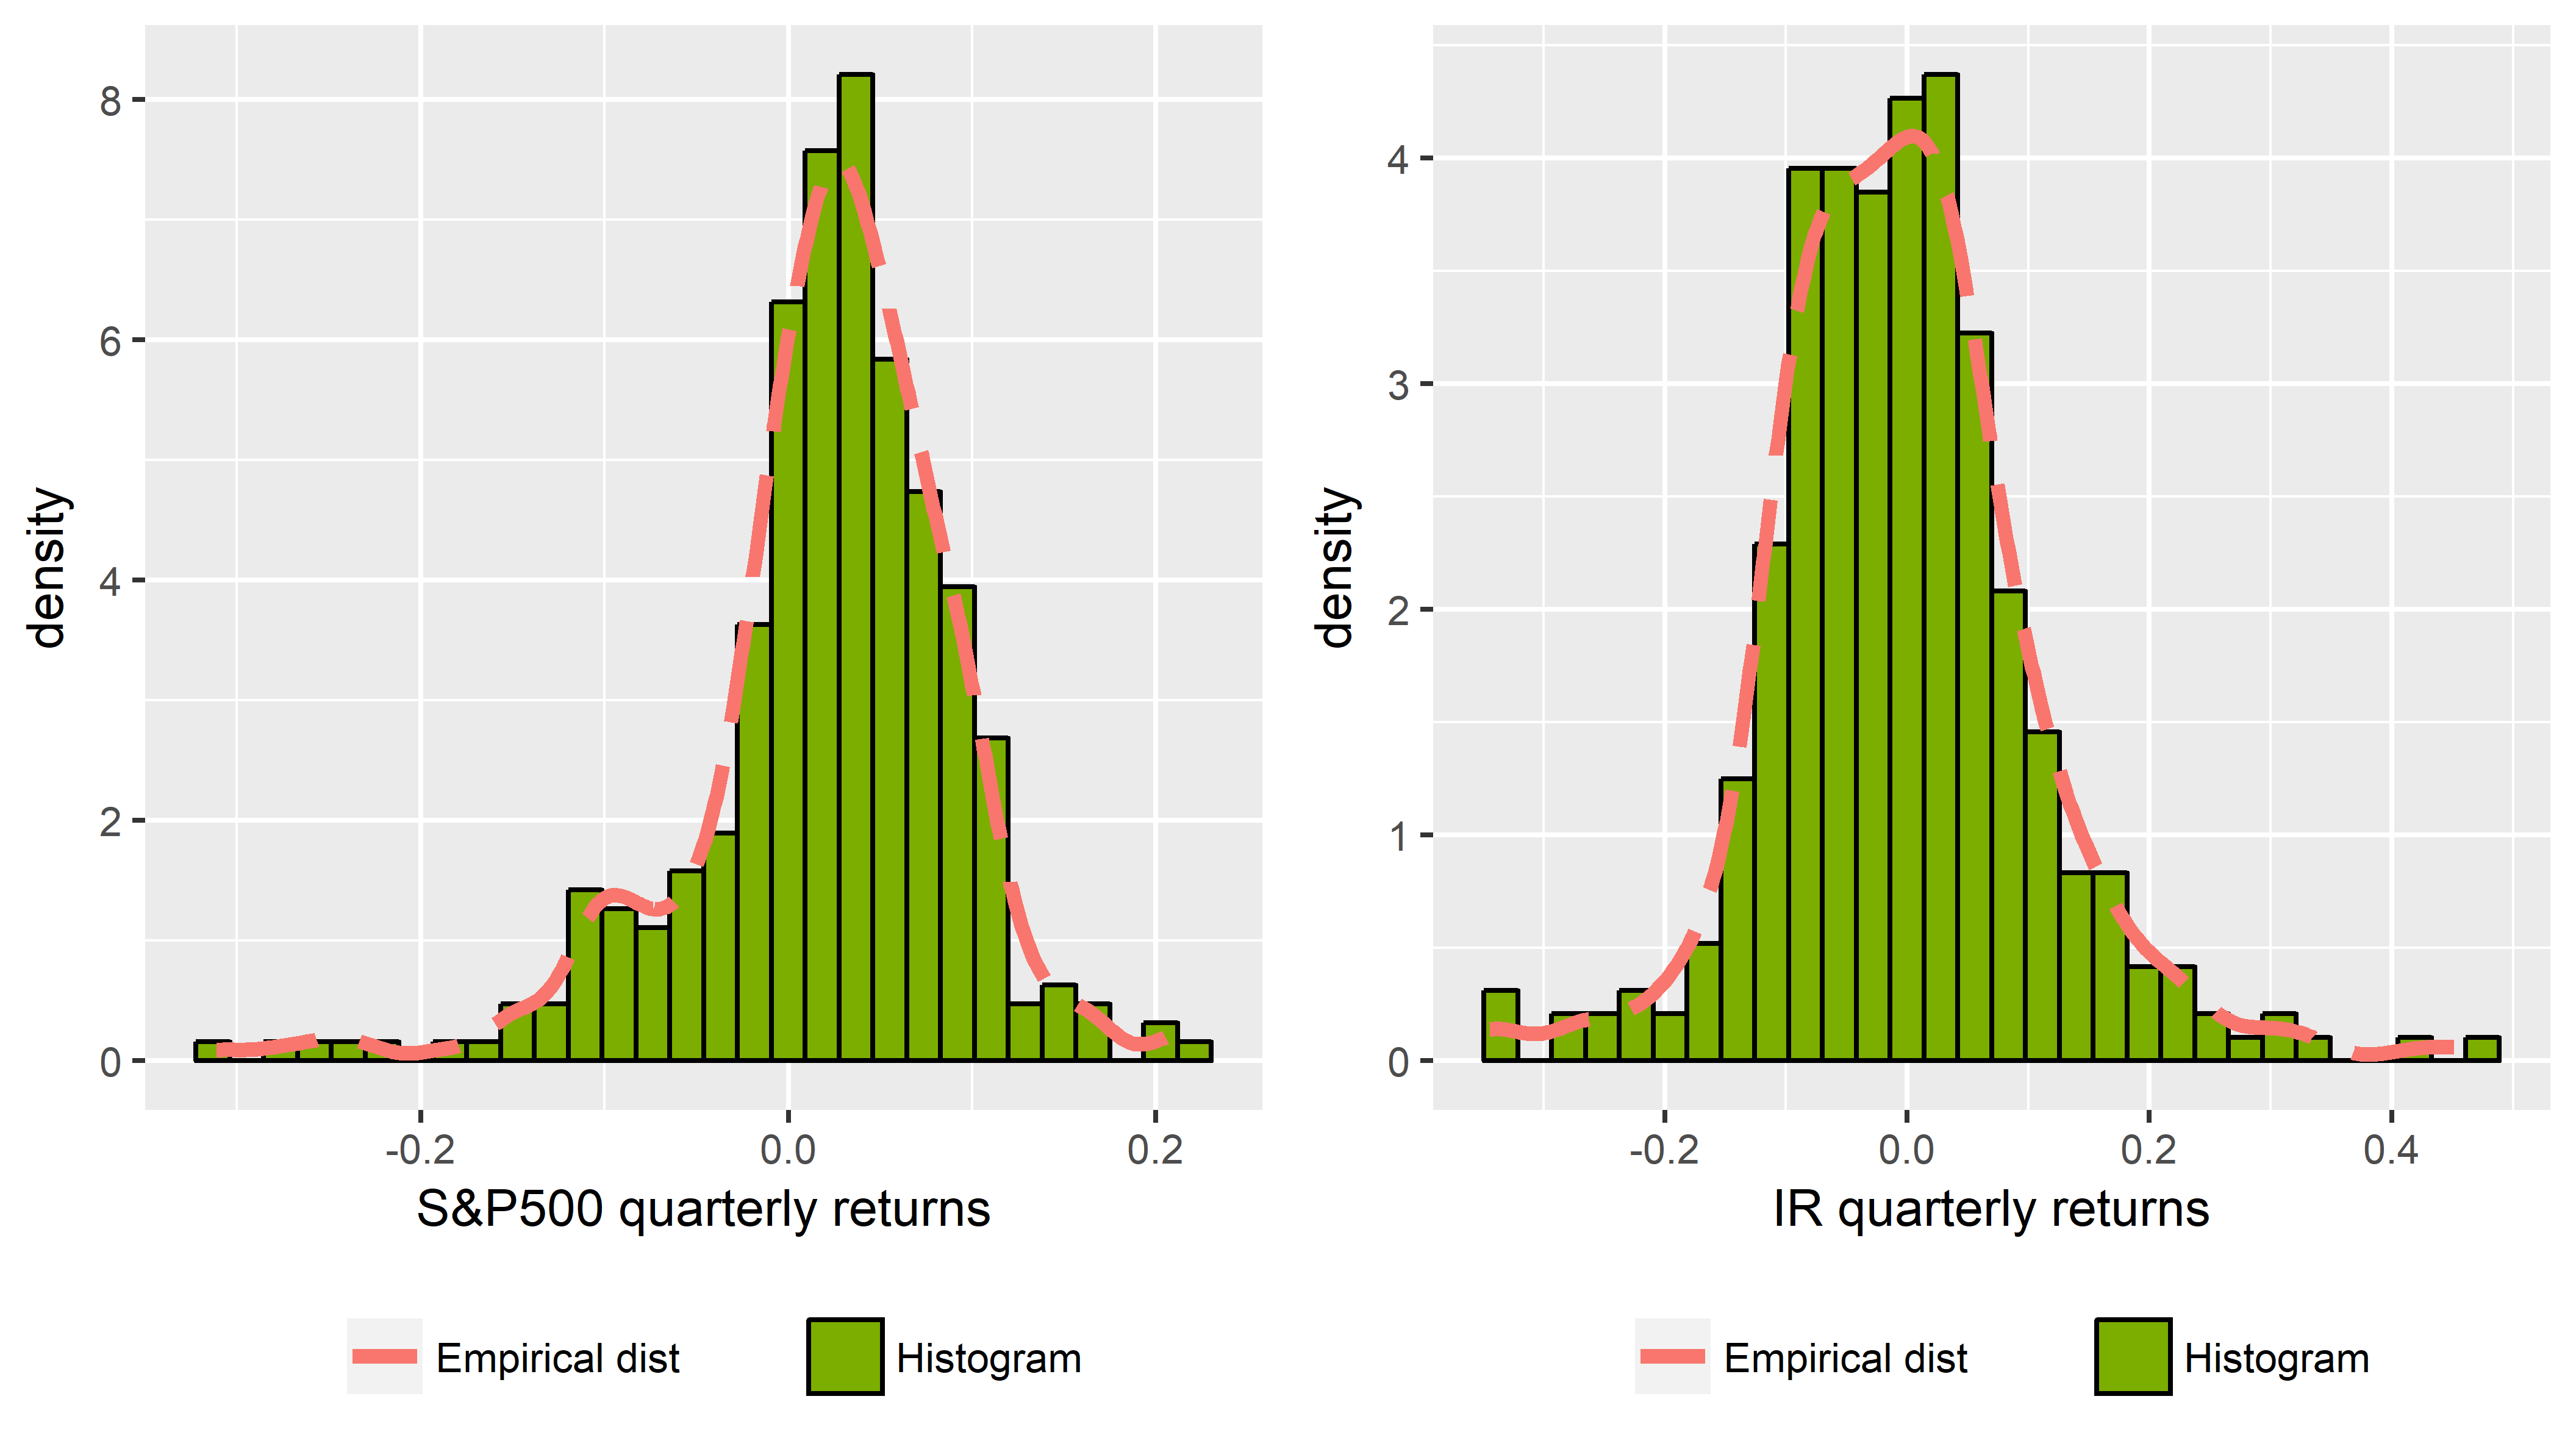 density
8
6
4
2
0
-0.2 0.0 0.2
S&P500 quarterly returns
Empirical dist Histogram
density
4
3
2
1
0
-0.2 0.0 0.2 0.4
IR quarterly returns
Empirical dist Histogram